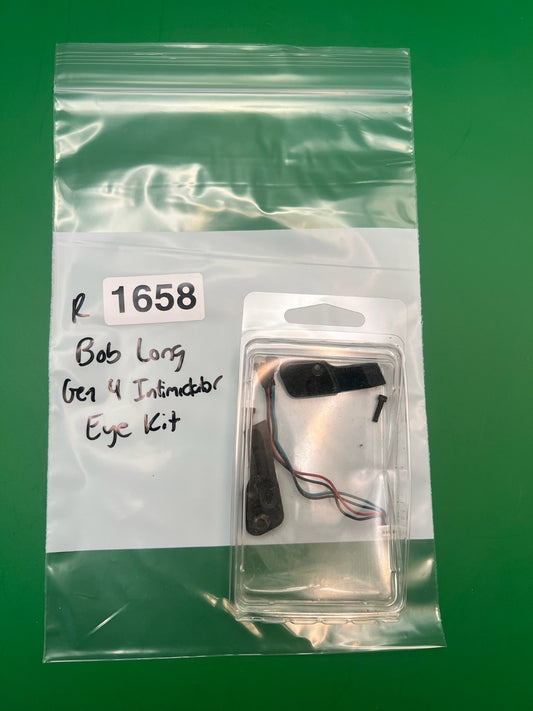 R 1658
Bob Long
Gen 4 Intimidator
Eye Kit